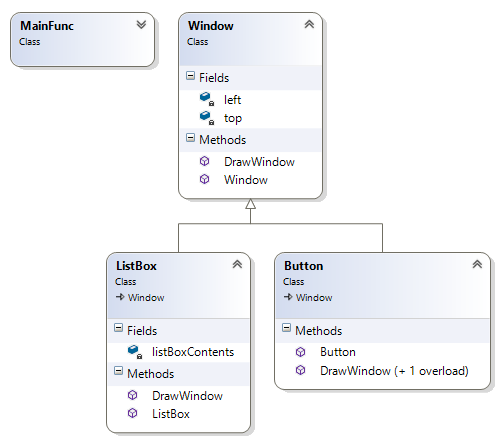 MainFunc
Class
Window
Class
Fields
left
top
Methods
DrawWindow
Window
ListBox
Class
Window
Fields
listBoxContents
Methods
DrawWindow
ListBox
Button
Class
Window
Methods
Button
DrawWindow (+ 1 overload)